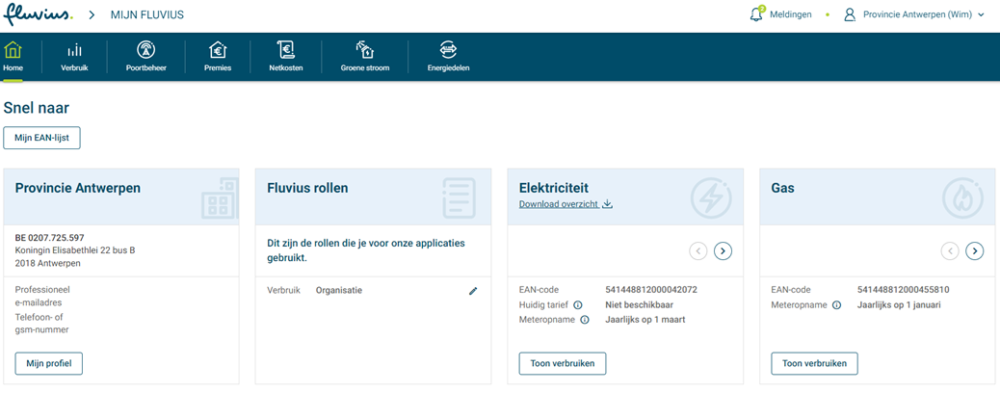 fluvius.
MIJN FLUVIUS
2
Meldingen
Provincie Antwerpen (Wim)
Home
Verbruik
Poortbeheer
Premies
Netkosten
Groene stroom
Energiedelen
Snel naar
Mijn EAN-lijst
Provincie Antwerpen
BE 0207.725.597
Koningin Elisabethlei 22 bus B
2018 Antwerpen
Professioneel
e-mailadres
Telefoon- of
gsm-nummer
Mijn profiel
Fluvius rollen
Dit zijn de rollen die je voor onze applicaties
gebruikt.
Verbruik Organisatie
Elektriciteit
Download overzicht
EAN-code 541448812000042072
Huidig tarief Niet beschikbaar
Meteropname Jaarlijks op 1 maart
Toon verbruiken
Gas
EAN-code 541448812000455810
Meteropname Jaarlijks op 1 januari
Toon verbruiken